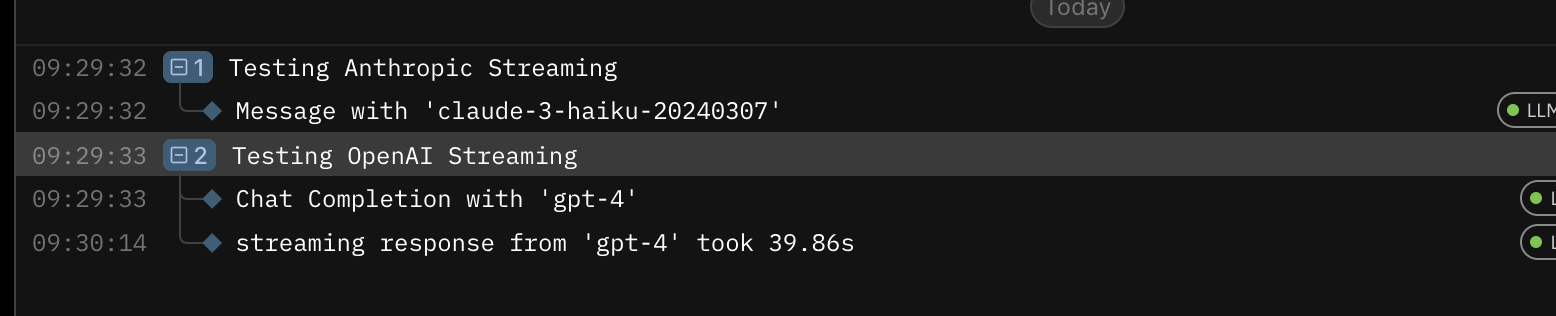 Today
09:29:32 1 Testing Anthropic Streaming
09:29:32 Message with 'claude-3-haiku-20240307' LLM
09:29:33 2 Testing OpenAI Streaming
09:29:33 Chat Completion with 'gpt-4' L
09:30:14 streaming response from 'gpt-4' took 39.86s L